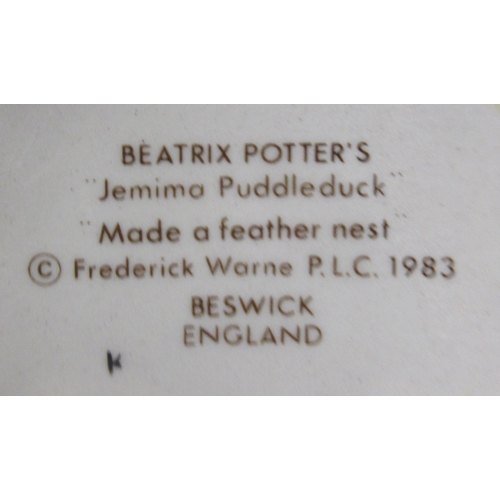 BEATRIX POTTER'S
"Jemima Puddleduck"
"Made a feather nest"
© Frederick Warne P.L.C. 1983
BESWICK
ENGLAND
K